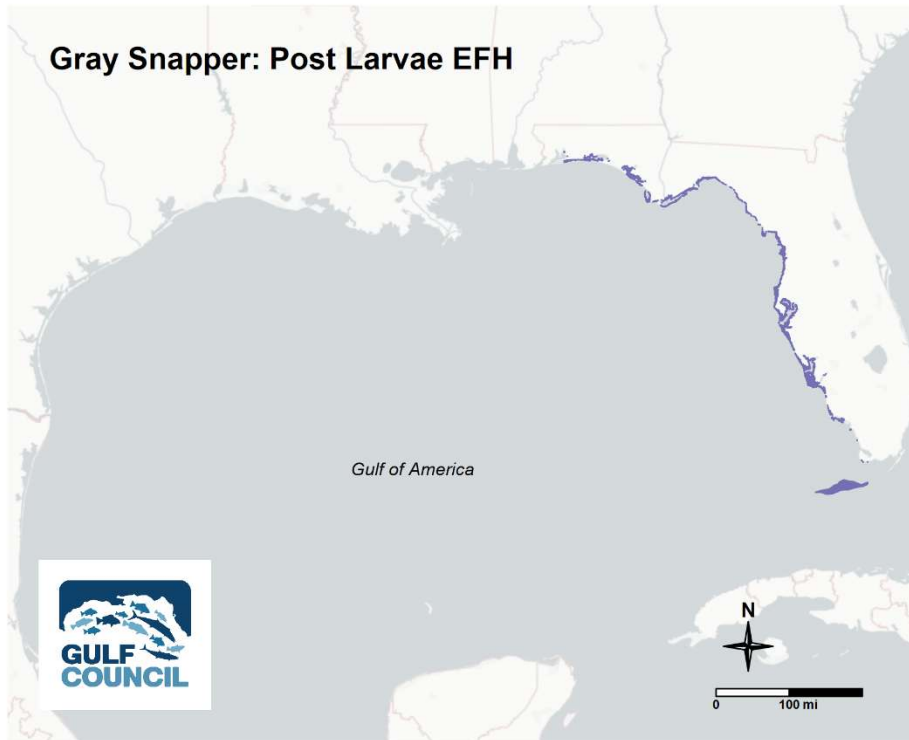 Gray Snapper: Post Larvae EFH
Gulf of America
GULF
COUNCIL
N
0 100 mi